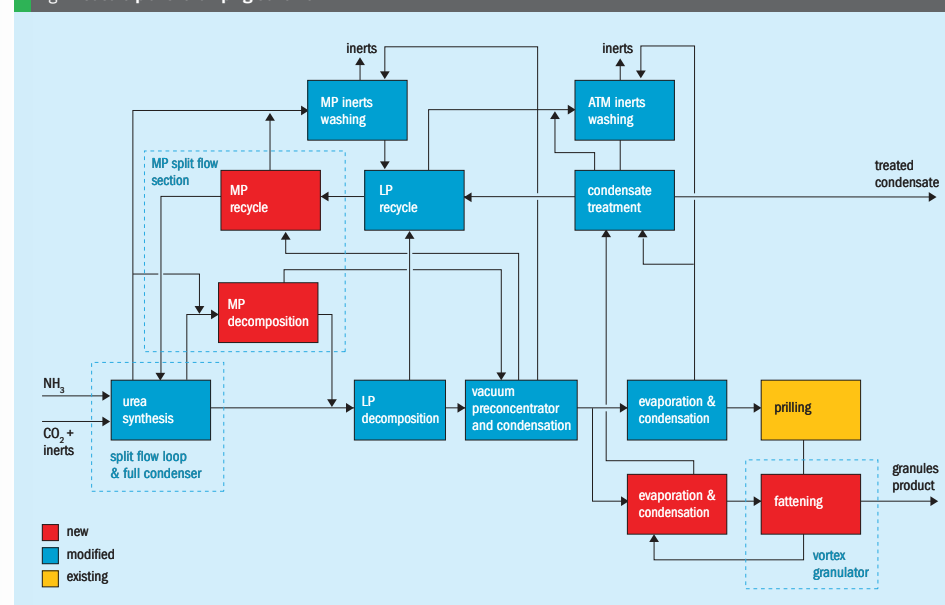 inerts
inerts
MP inerts
washing
ATM inerts
washing
MP split flow
section
MP
recycle
LP
recycle
condensate
treatment
treated
condensate
MP
decomposition
NH3
CO2 +
inerts
urea
synthesis
LP
decomposition
vacuum
preconcentrator
and condensation
evaporation &
condensation
prilling
split flow loop
& full condenser
evaporation &
condensation
fattening
granules
product
vortex
granulator
new
modified
existing